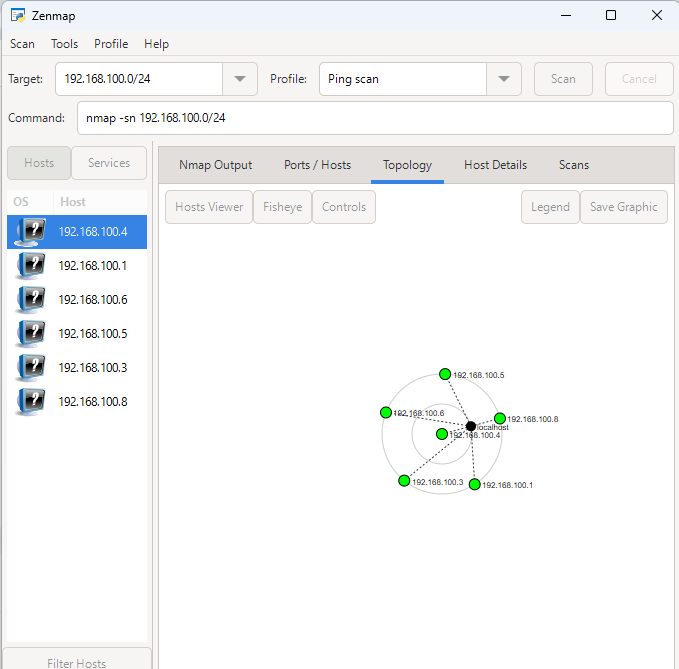 Zenmap
Scan Tools Profile Help
Target: 192.168.100.0/24 Profile: Ping scan Scan Cancel
Command: nmap -sn 192.168.100.0/24
Hosts Services
Nmap Output Ports / Hosts Topology Host Details Scans
OS Host
Hosts Viewer Fisheye Controls Legend Save Graphic
192.168.100.4
192.168.100.1
192.168.100.6
192.168.100.5
192.168.100.3
192.168.100.8
192.168.100.5
192.168.100.6
192.168.100.8
localhost
192.168.100.4
192.168.100.3
192.168.100.1
Filter Hosts